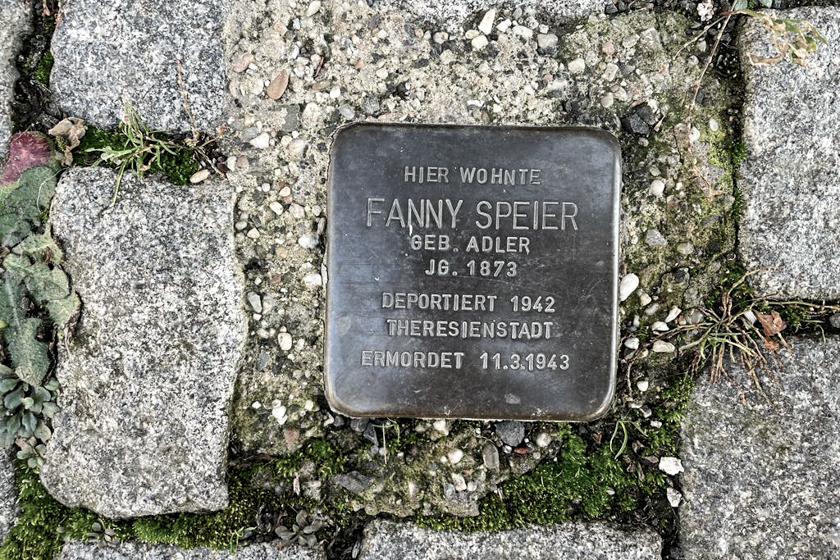 HIER WOHNTE
FANNY SPEIER
GEB. ADLER
JG. 1873
DEPORTIERT 1942
THERESIENSTADT
ERMORDET 11.3.1943